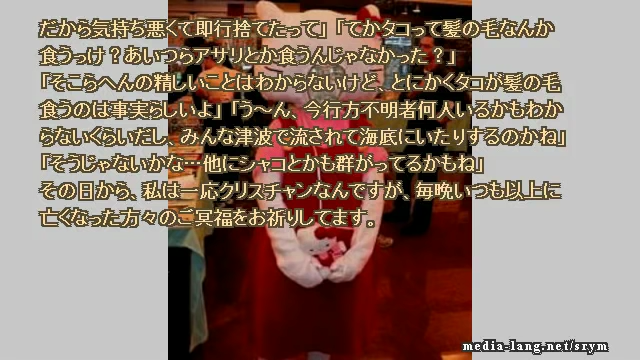 だから気持ち悪くて即行捨てたって」「てかタコって髪の毛なんか
食うっけ？あいつらアサリとか食うんじゃなかった？」
「そこらへんの精しいことはわからないけど、とにかくタコが髪の毛
食うのは事実らしいよ」「う～ん、今行方不明者何人いるかもわか
らないくらいだし、みんな津波で流されて海底にいたりするのかね」
「そうじゃないかな…他にシャコとかも群がってるかもね」
その日から、私は一応クリスチャンなんですが、毎晩いつも以上に
亡くなった方々のご冥福をお祈りしてます。
media-lang.net/srym